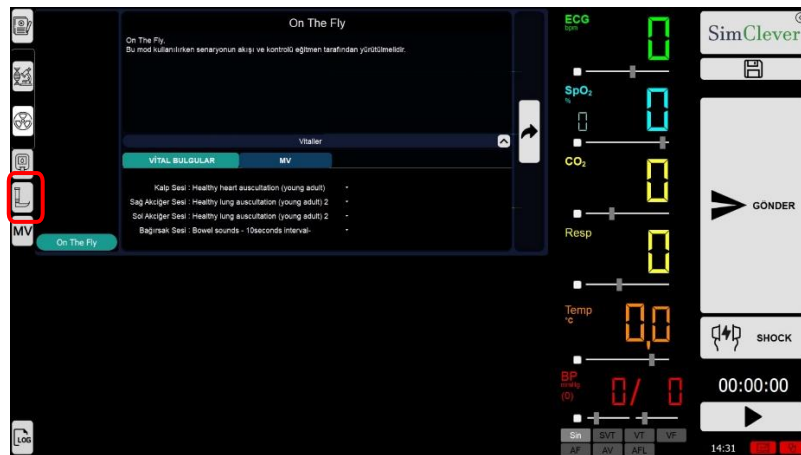 On The Fly
On The Fly,
Bu mod kullanılırken senaryonun akışı ve kontrolü eğitmen tarafından yürütülmelidir.
Vitaller
VİTAL BULGULAR
MV
Kalp Sesi : Healthy heart auscultation (young adult) -
Sağ Akciğer Sesi : Healthy lung auscultation (young adult) 2 -
Sol Akciğer Sesi : Healthy lung auscultation (young adult) 2 -
Bağırsak Sesi : Bowel sounds - 10seconds interval- -
MV
On The Fly
LOG
ECG
bpm
0
SpO₂
%
0
0
CO₂
0
Resp
0
Temp
°C
0,0
BP
mmHg
(0)
0/ 0
Sin SVT VT VF
AF AV AFL
SimClever
GÖNDER
SHOCK
00:00:00
14:31